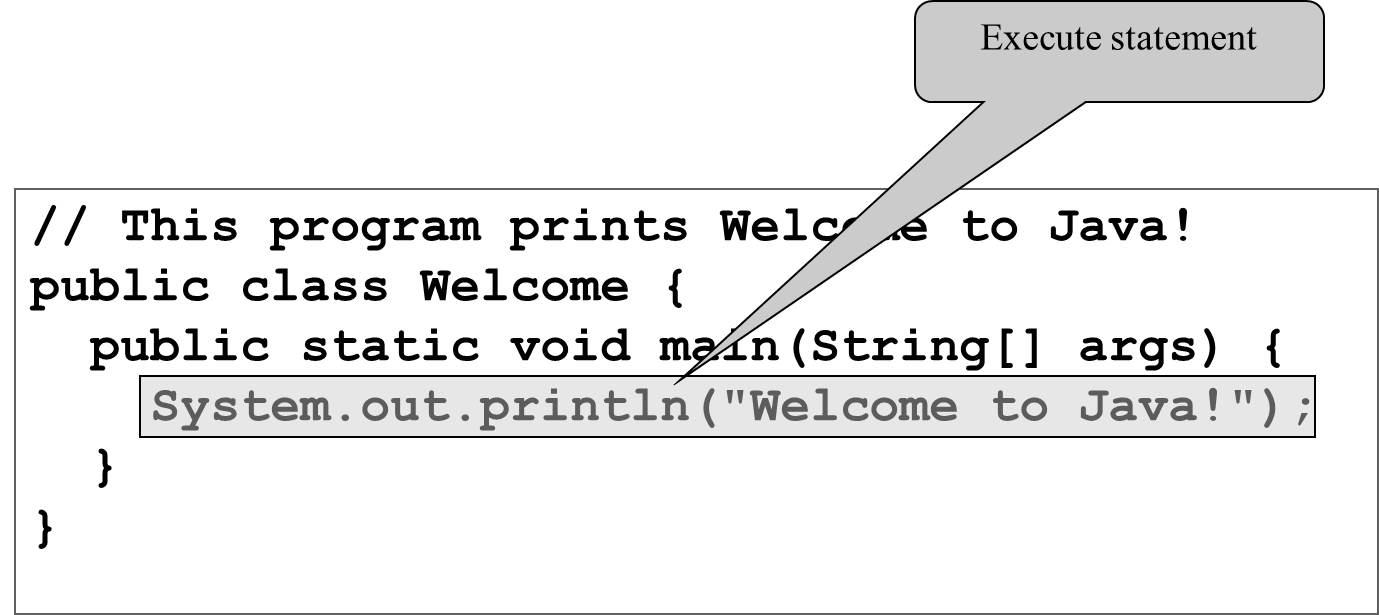 Execute statement
// This program prints Welcome to Java!
public class Welcome {
  public static void main(String[] args) {
    System.out.println("Welcome to Java!");
  }
}